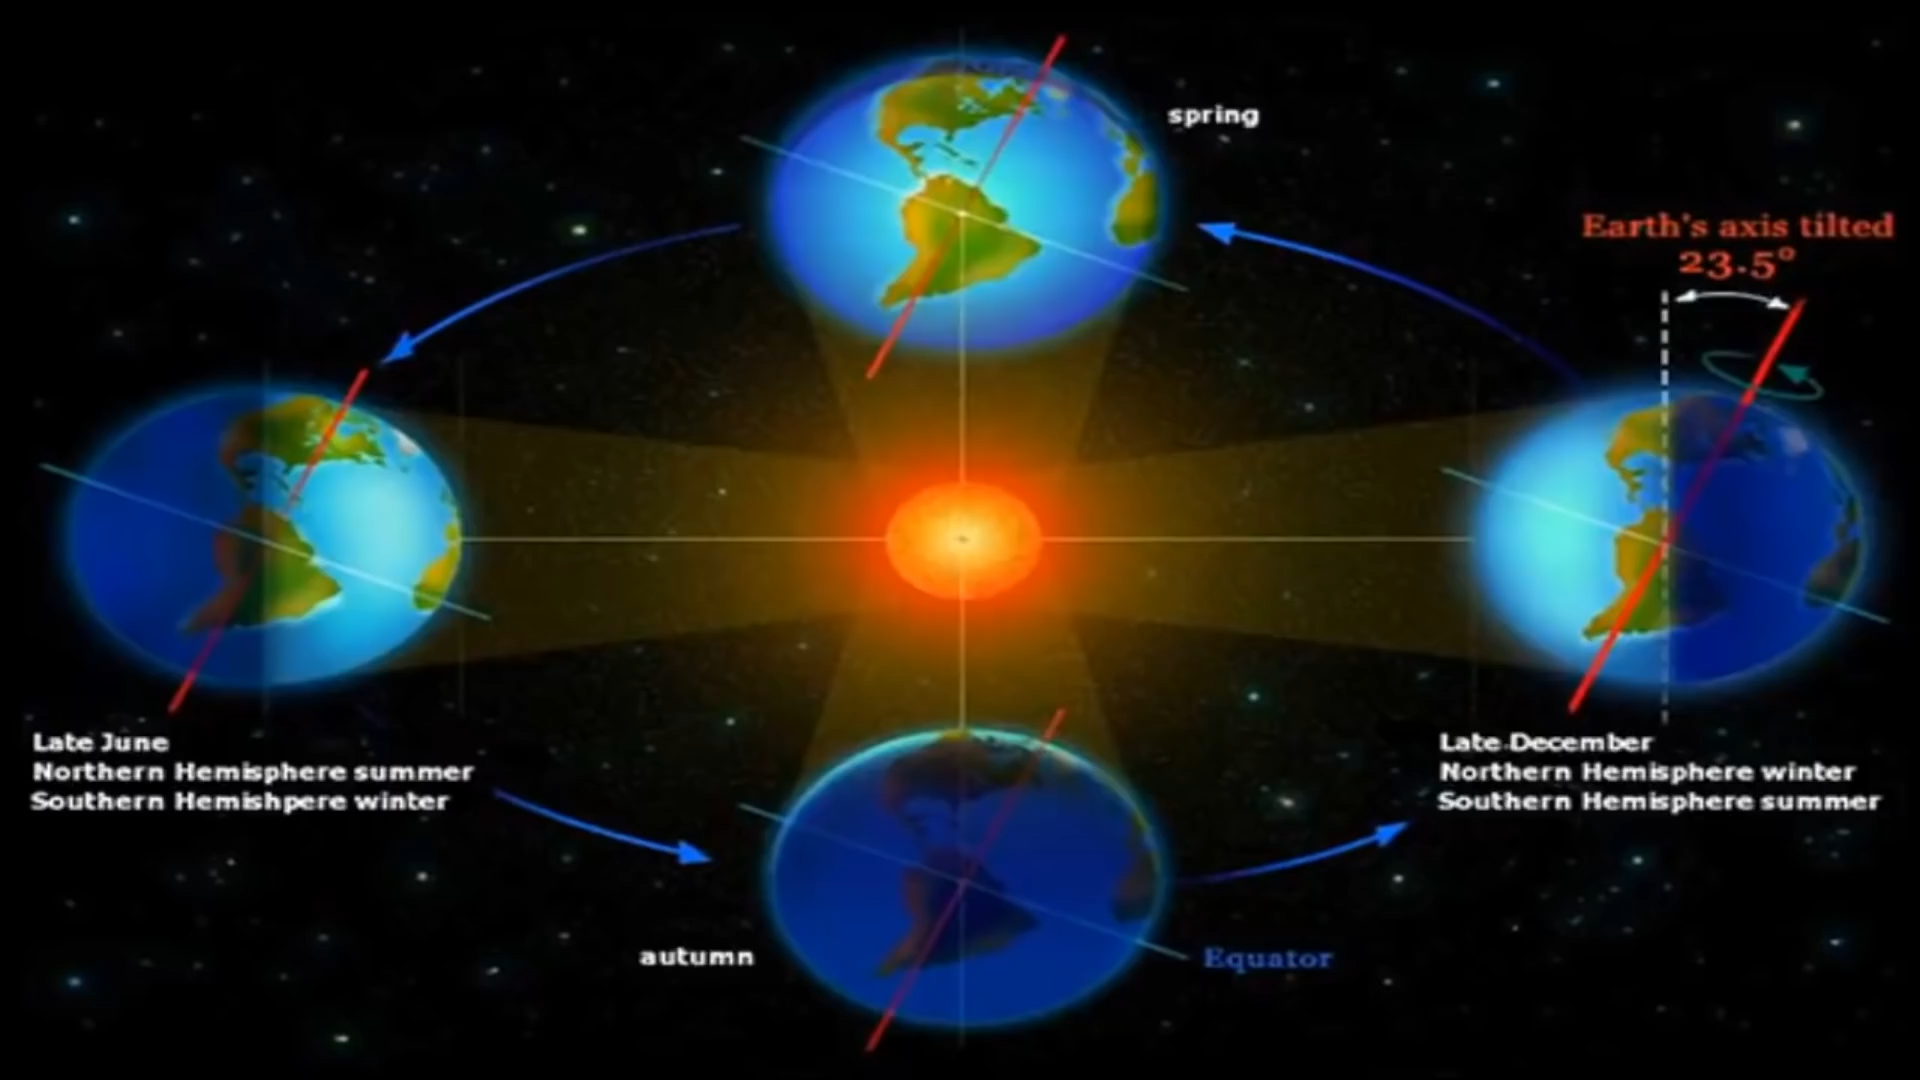 spring
Earth's axis tilted
23.5°
Late June
Northern Hemisphere summer
Southern Hemishpere winter
Late December
Northern Hemisphere winter
Southern Hemisphere summer
autumn
Equator